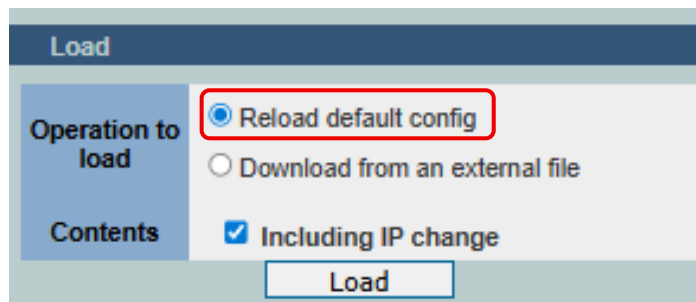 Load
Operation to
load
Reload default config
Download from an external file
Contents
Including IP change
Load